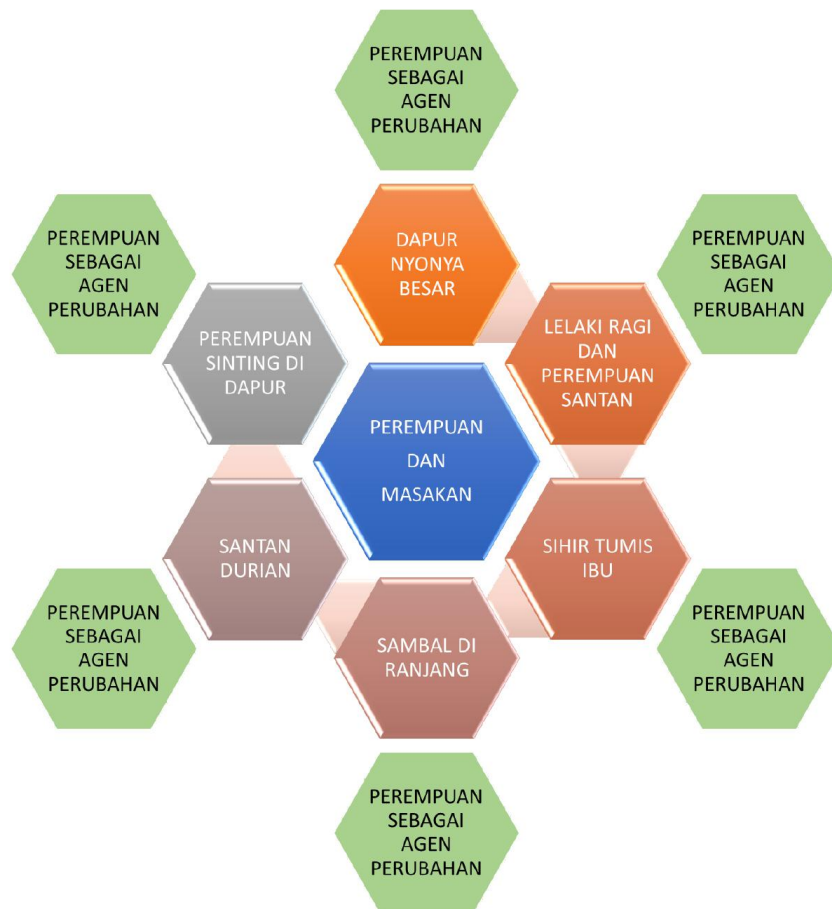 PEREMPUAN
SEBAGAI
AGEN
PERUBAHAN
DAPUR
NYONYA
BESAR
PEREMPUAN
SEBAGAI
AGEN
PERUBAHAN
PEREMPUAN
SEBAGAI
AGEN
PERUBAHAN
PEREMPUAN
SINTING DI
DAPUR
LELAKI RAGI
DAN
PEREMPUAN
SANTAN
PEREMPUAN
DAN
MASAKAN
SANTAN
DURIAN
SIHIR TUMIS
IBU
PEREMPUAN
SEBAGAI
AGEN
PERUBAHAN
SAMBAL DI
RANJANG
PEREMPUAN
SEBAGAI
AGEN
PERUBAHAN
PEREMPUAN
SEBAGAI
AGEN
PERUBAHAN